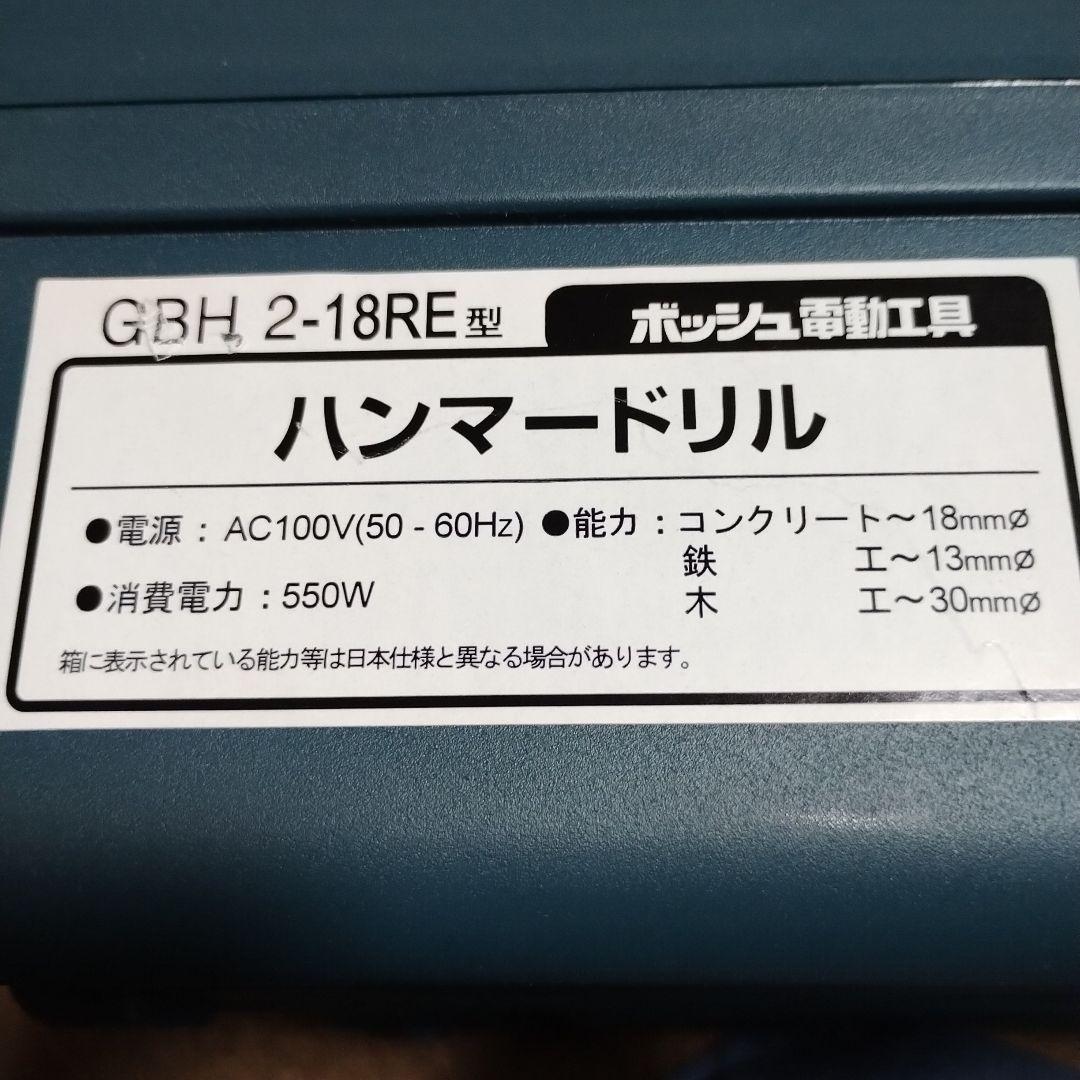 GBH 2-18RE型 ボッシュ電動工具
ハンマードリル
●電源：AC100V(50 - 60Hz) ●能力：コンクリート～18mmø
鉄 工～13mmø
●消費電力：550W 木 工～30mmø
箱に表示されている能力等は日本仕様と異なる場合があります。